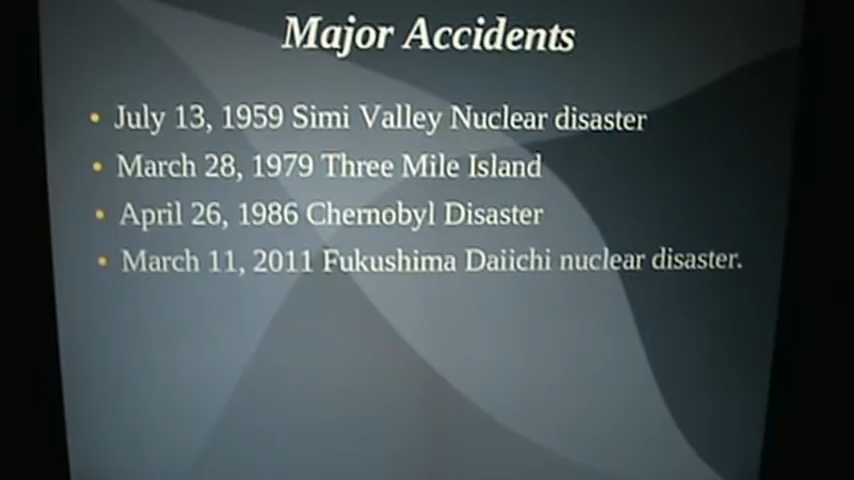 Major Accidents
• July 13, 1959 Simi Valley Nuclear disaster
• March 28, 1979 Three Mile Island
• April 26, 1986 Chernobyl Disaster
• March 11, 2011 Fukushima Daiichi nuclear disaster.